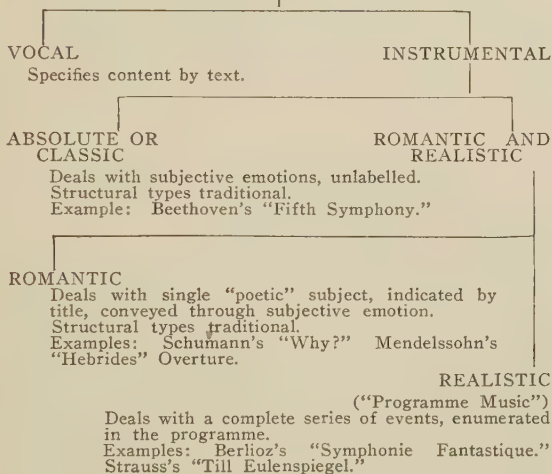 VOCAL
Specifies content by text.
INSTRUMENTAL
ABSOLUTE OR
CLASSIC
ROMANTIC AND
REALISTIC
Deals with subjective emotions, unlabelled.
Structural types traditional.
Example: Beethoven's "Fifth Symphony."
ROMANTIC
Deals with single "poetic" subject, indicated by
title, conveyed through subjective emotion.
Structural types traditional.
Examples: Schumann's "Why?" Mendelssohn's
"Hebrides" Overture.
REALISTIC
("Programme Music")
Deals with a complete series of events, enumerated
in the programme.
Examples: Berlioz's "Symphonie Fantastique."
Strauss's "Till Eulenspiegel."